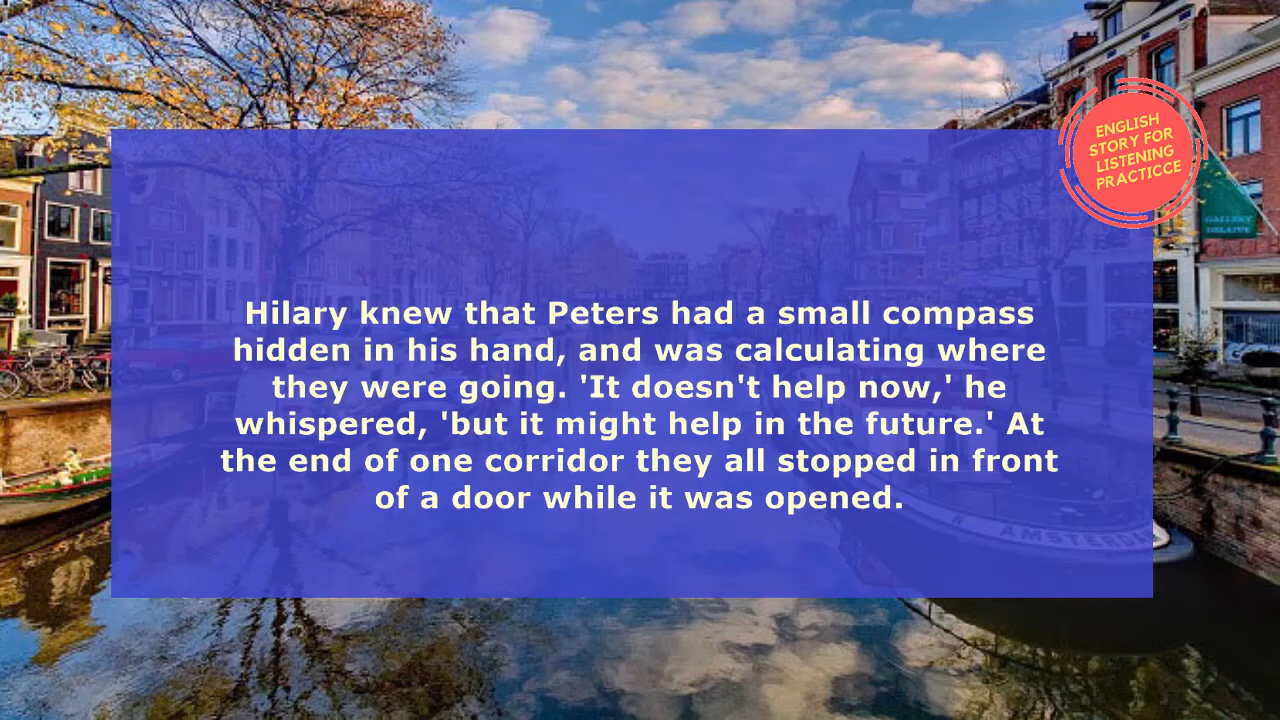 ENGLISH
STORY FOR
LISTENING
PRACTICCE
GALLERY
Hilary knew that Peters had a small compass
hidden in his hand, and was calculating where
they were going. 'It doesn't help now,' he
whispered, 'but it might help in the future.' At
the end of one corridor they all stopped in front
of a door while it was opened.
N AMSTERDAM